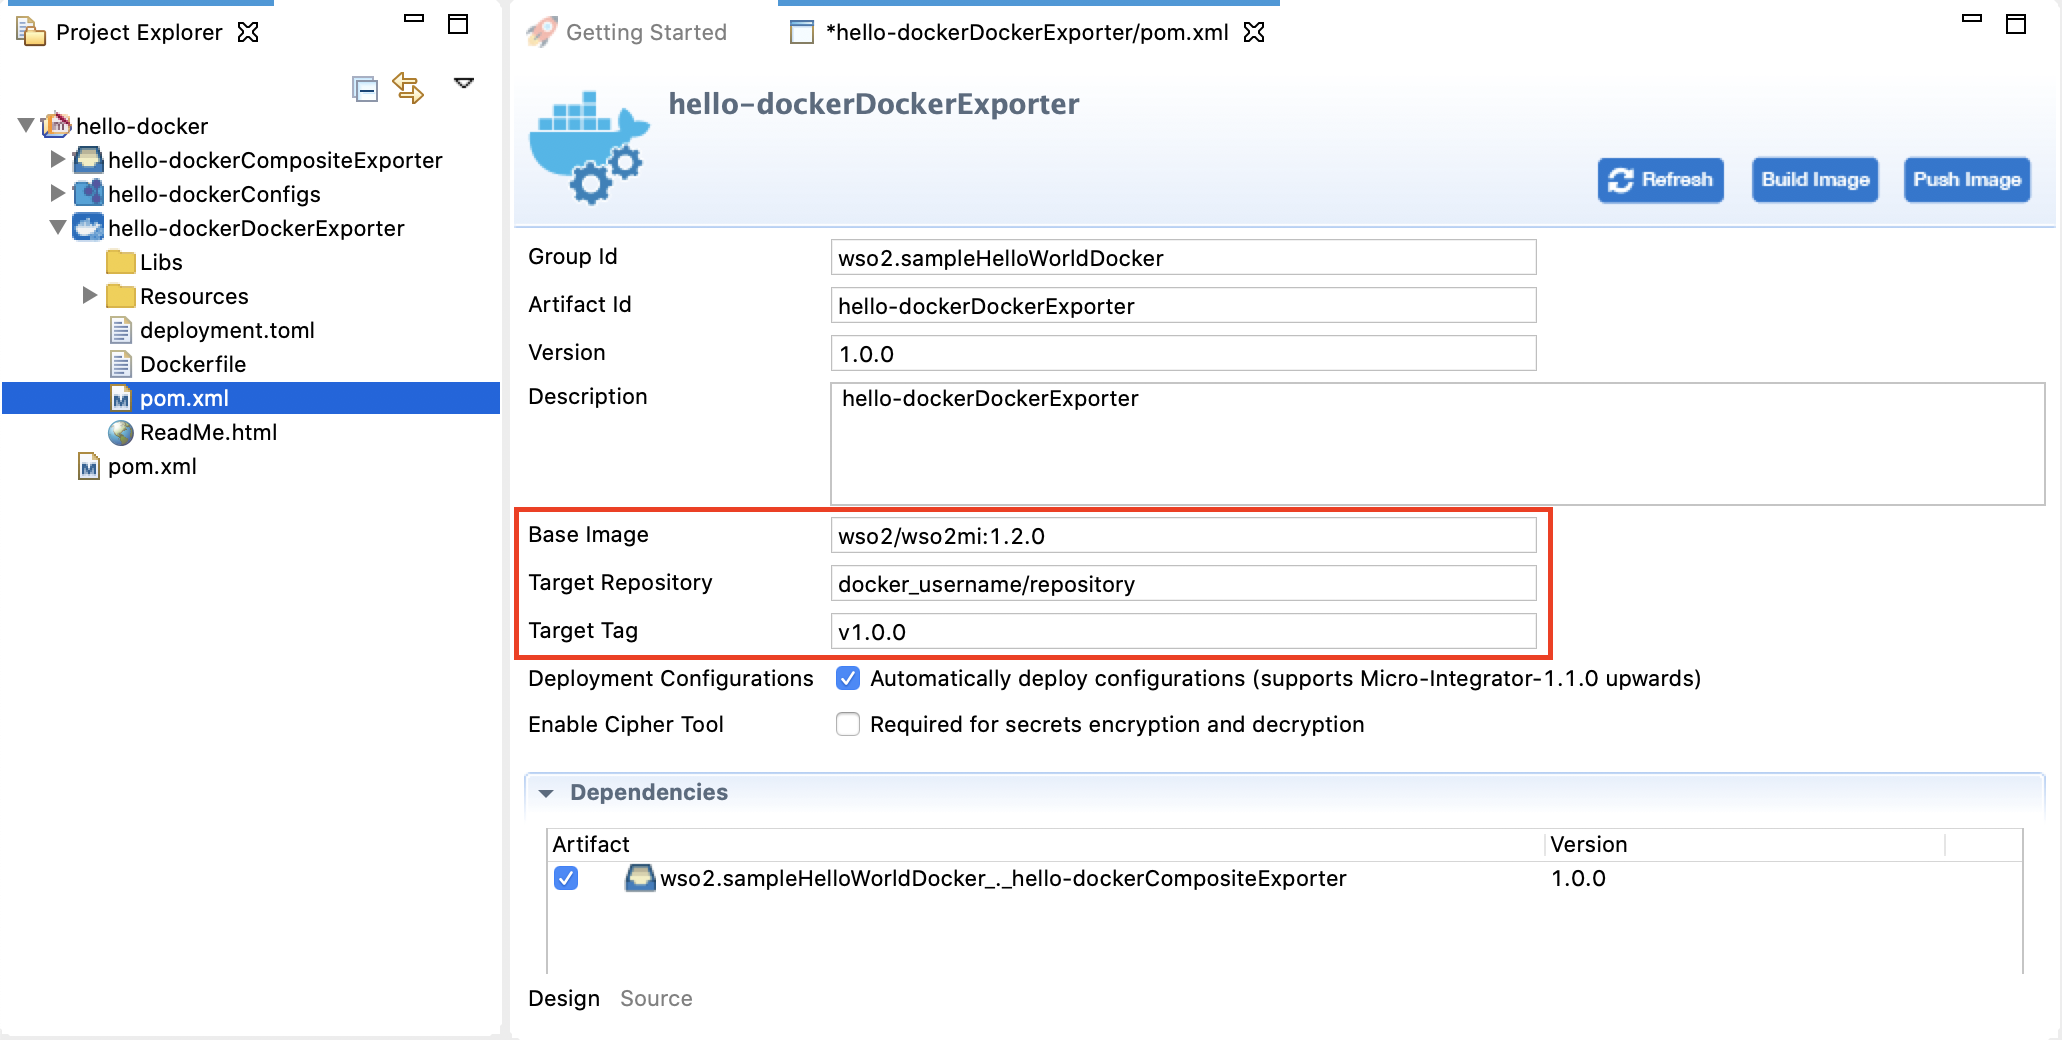 Project Explorer
hello-docker
hello-dockerCompositeExporter
hello-dockerConfigs
hello-dockerDockerExporter
Libs
Resources
deployment.toml
Dockerfile
pom.xml
ReadMe.html
pom.xml
Getting Started
*hello-dockerDockerExporter/pom.xml
hello-dockerDockerExporter
Refresh Build Image Push Image
Group Id wso2.sampleHelloWorldDocker
Artifact Id hello-dockerDockerExporter
Version 1.0.0
Description hello-dockerDockerExporter
Base Image wso2/wso2mi:1.2.0
Target Repository docker_username/repository
Target Tag v1.0.0
Deployment Configurations Automatically deploy configurations (supports Micro-Integrator-1.1.0 upwards)
Enable Cipher Tool Required for secrets encryption and decryption
Dependencies
Artifact Version
wso2.sampleHelloWorldDocker_._hello-dockerCompositeExporter 1.0.0
Design Source